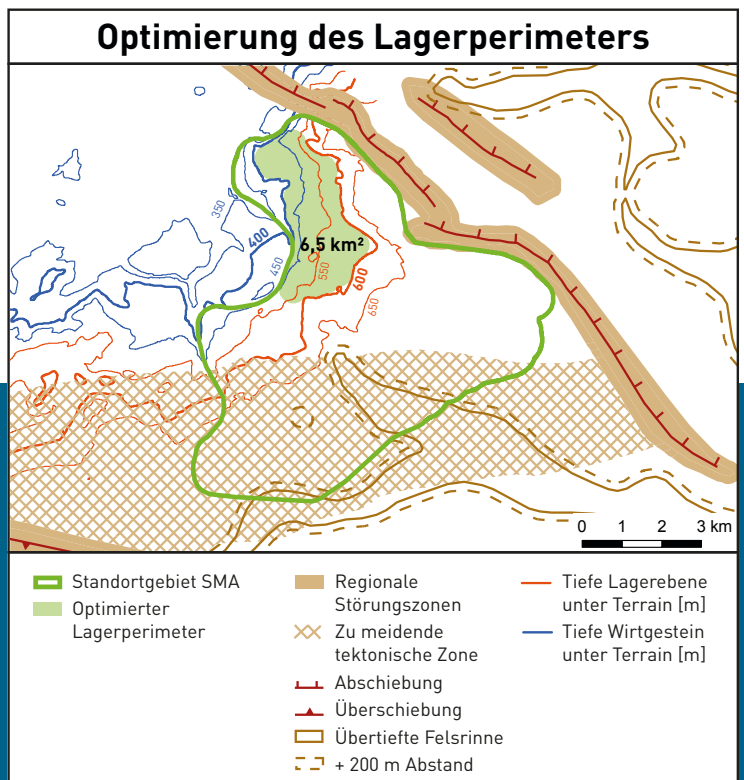 Optimierung des Lagerperimeters
350
400
450
6,5 km²
550
600
650
0 1 2 3 km
Standortgebiet SMA
Optimierter
Lagerperimeter
Regionale
Störungszonen
Zu meidende
tektonische Zone
Abschiebung
Überschiebung
Übertiefte Felsrinne
+ 200 m Abstand
Tiefe Lagerebene
unter Terrain [m]
Tiefe Wirtgestein
unter Terrain [m]